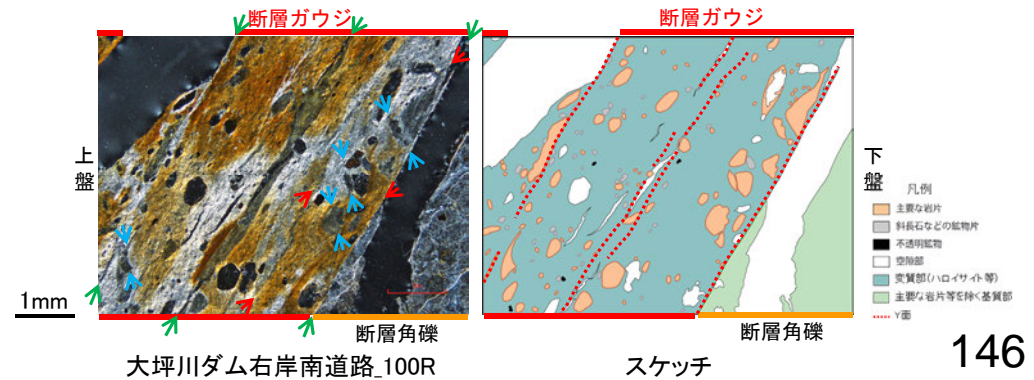 断層ガウジ
断層ガウジ
上盤
下盤
凡例
主要な岩片
斜長石などの鉱物片
不透明鉱物
空隙部
変質部(ハロイサイト等)
主要な岩片等を除く基質部
Y面
1mm
断層角礫
断層角礫
大坪川ダム右岸南道路_100R
スケッチ
146